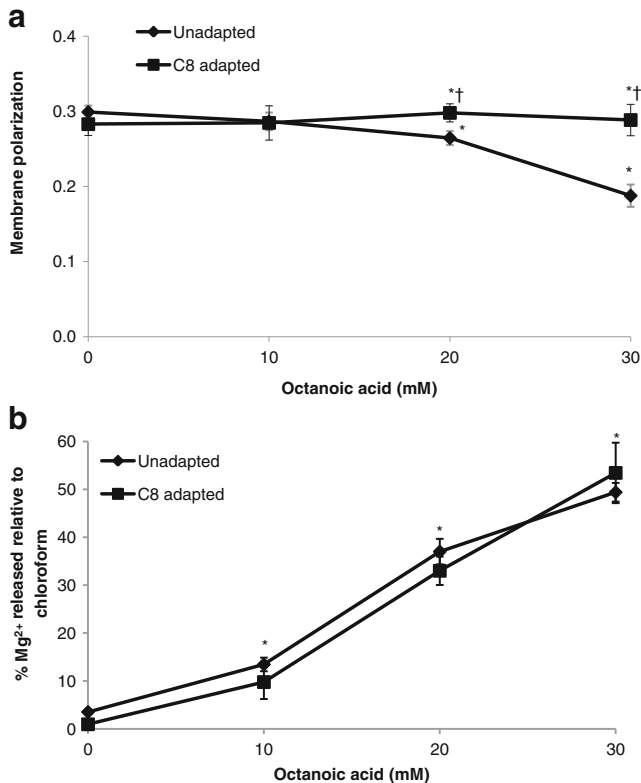 a
0.4
0.3
0.2
0.1
0.0
Membrane polarization
Unadapted
C8 adapted
*†
*
*†
*
0
10
20
30
Octanoic acid (mM)
b
60
50
40
30
20
10
0
% Mg²⁺ released relative to
chloroform
Unadapted
C8 adapted
*
*
*
0
10
20
30
Octanoic acid (mM)